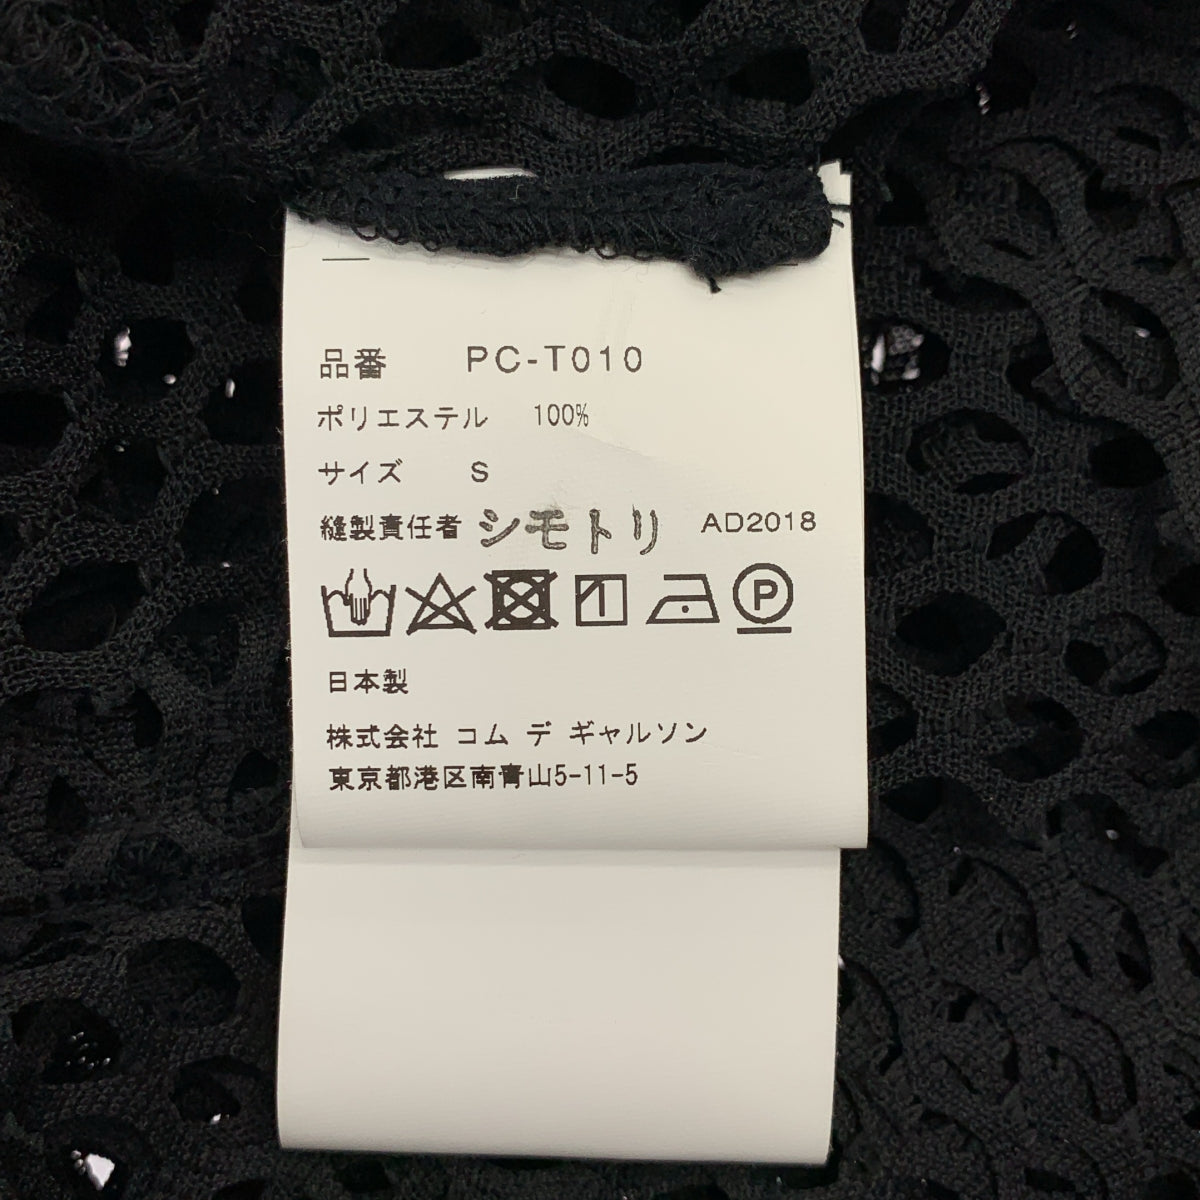 品番 PC-T010
ポリエステル 100%
サイズ S
縫製責任者 シモトリ AD2018
P
日本製
株式会社 コム デ ギャルソン
東京都港区南青山5-11-5